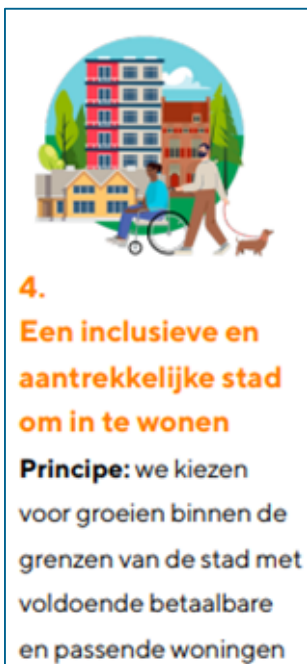 4.
Een inclusieve en
aantrekkelijke stad
om in te wonen
Principe: we kiezen
voor groeien binnen de
grenzen van de stad met
voldoende betaalbare
en passende woningen